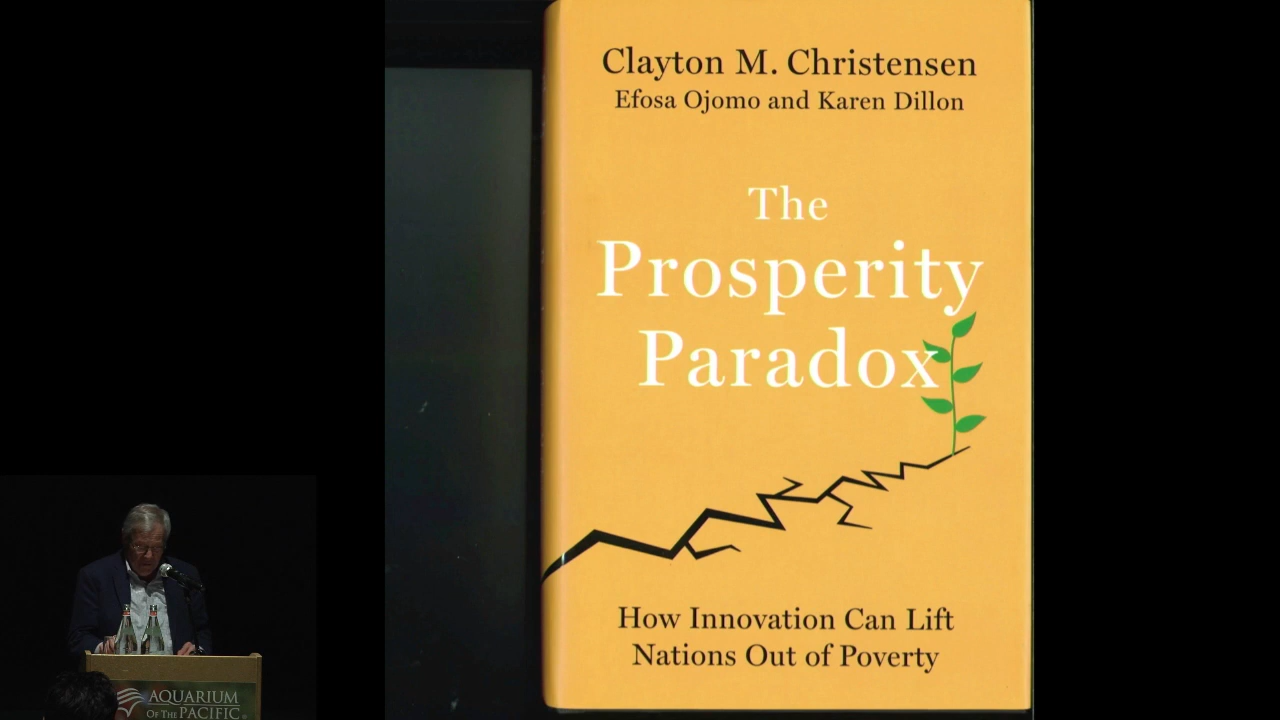 Clayton M. Christensen
Efosa Ojomo and Karen Dillon
The
Prosperity
Paradox
How Innovation Can Lift
Nations Out of Poverty
AQUARIUM
OF THE PACIFIC